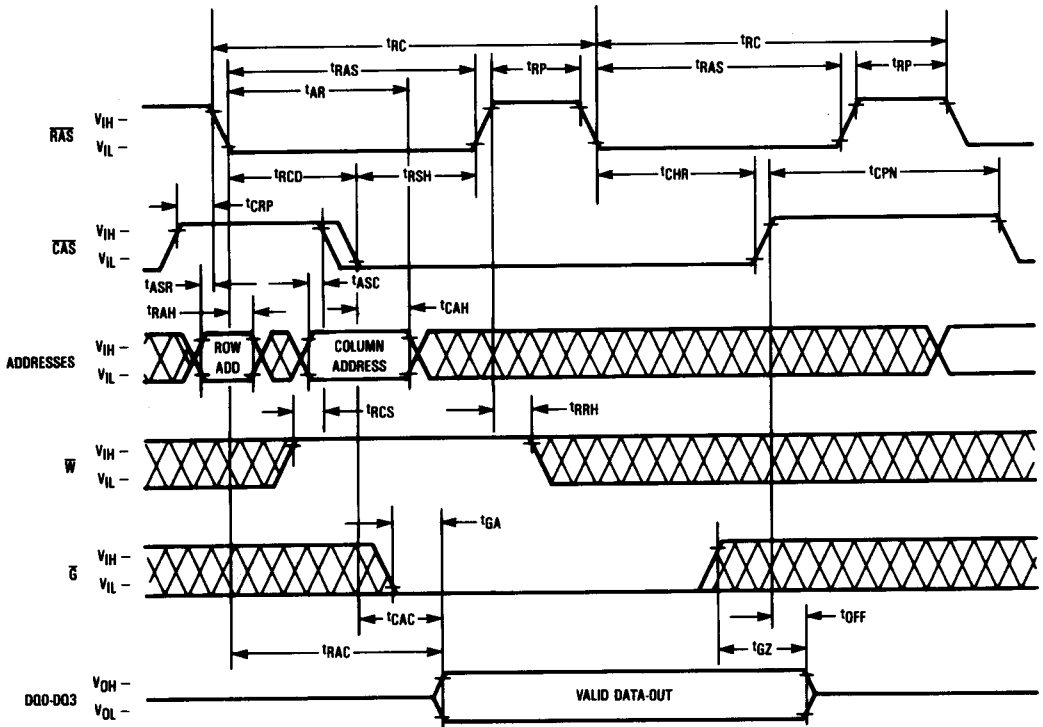 tRC tRC
tRAS tRP tRAS tRP
tAR
RAS VIH –
VIL –
tRCD tRSH tCHR tCPN
tCRP
CAS VIH –
VIL –
tASR tASC
tRAH tCAH
ADDRESSES VIH –
VIL –
ROW ADD
COLUMN ADDRESS
tRCS tRRH
W VIH –
VIL –
tGA
G VIH –
VIL –
tCAC tOFF
tRAC tGZ
DQ0-DQ3 VOH –
VOL –
VALID DATA-OUT